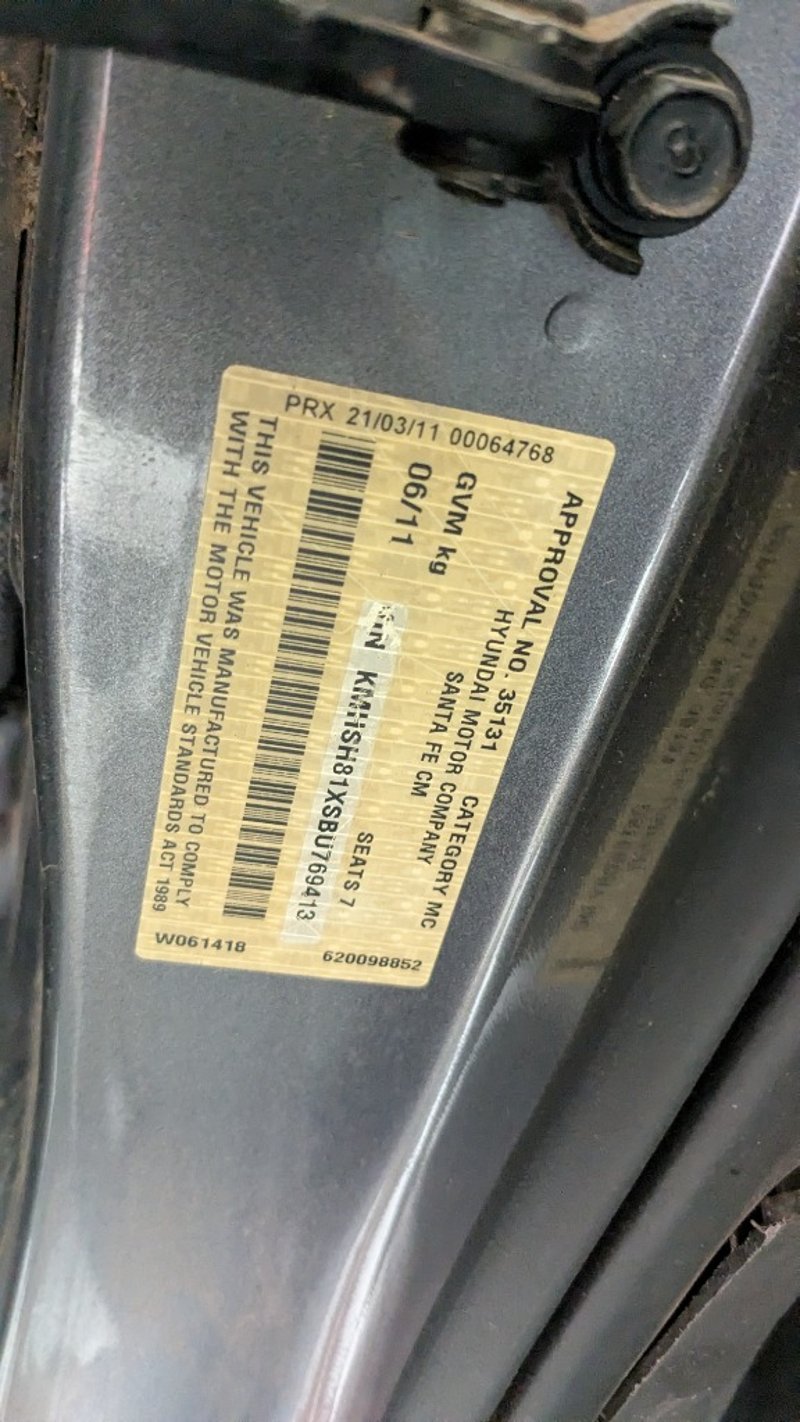 PRX 21/03/11 00064768
APPROVAL NO. 35131 CATEGORY MC
HYUNDAI MOTOR COMPANY
GVM kg SANTA FE CM
06/11 SEATS 7
VIN KMHSH81XSBU769413
THIS VEHICLE WAS MANUFACTURED TO COMPLY
WITH THE MOTOR VEHICLE STANDARDS ACT 1989
W061418 620098852